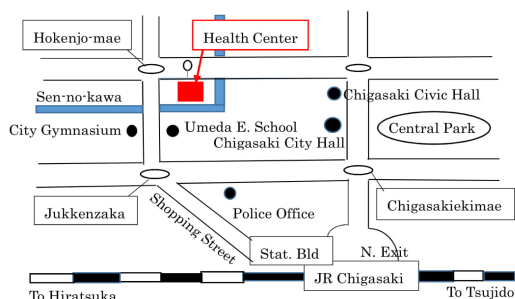 Hokenjo-mae
Health Center
Sen-no-kawa
Chigasaki Civic Hall
City Gymnasium
Umeda E. School
Chigasaki City Hall
Central Park
Jukkenzaka
Shopping Street
Police Office
Chigasakiekimae
Stat. Bld
N. Exit
JR Chigasaki
To Hiratsuka
To Tsujido